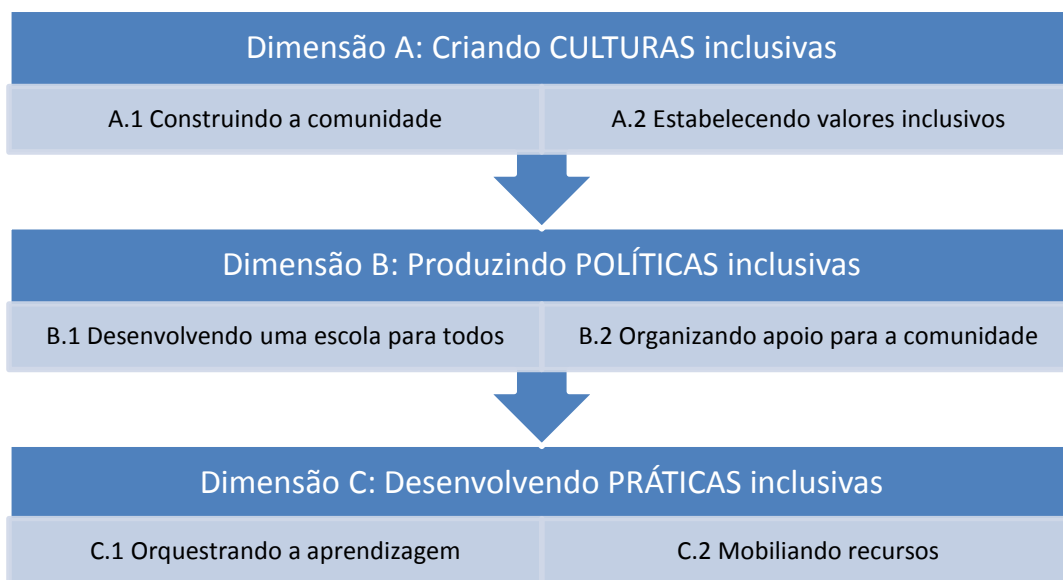 Dimensão A: Criando CULTURAS inclusivas
A.1 Construindo a comunidade
A.2 Estabelecendo valores inclusivos
Dimensão B: Produzindo POLÍTICAS inclusivas
B.1 Desenvolvendo uma escola para todos
B.2 Organizando apoio para a comunidade
Dimensão C: Desenvolvendo PRÁTICAS inclusivas
C.1 Orquestrando a aprendizagem
C.2 Mobiliando recursos